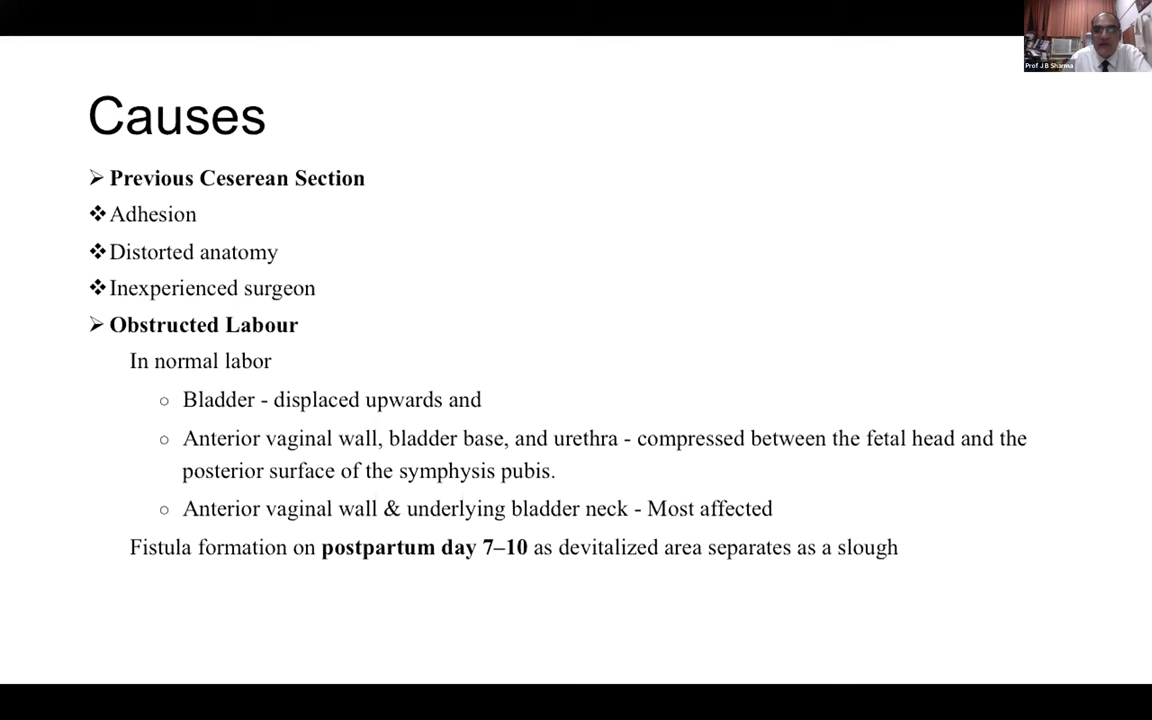 Prof J B Sharma
Causes
➢ Previous Ceserean Section
❖ Adhesion
❖ Distorted anatomy
❖ Inexperienced surgeon
➢ Obstructed Labour
In normal labor
○ Bladder - displaced upwards and
○ Anterior vaginal wall, bladder base, and urethra - compressed between the fetal head and the
posterior surface of the symphysis pubis.
○ Anterior vaginal wall & underlying bladder neck - Most affected
Fistula formation on postpartum day 7–10 as devitalized area separates as a slough